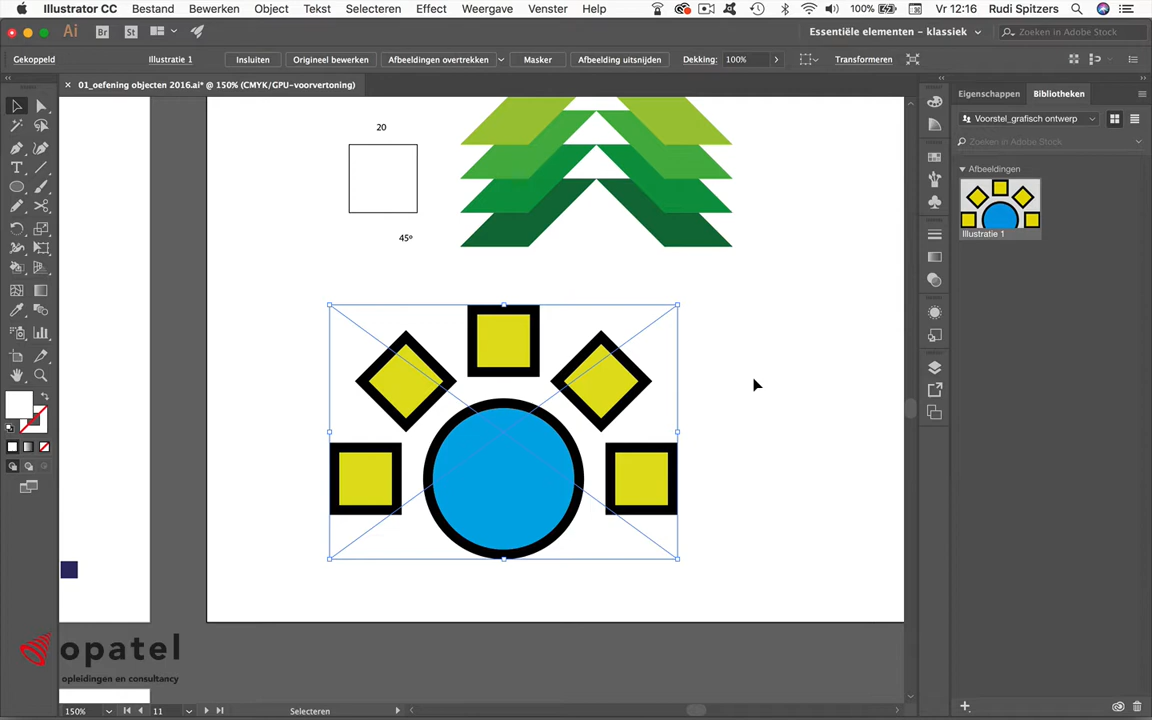 Illustrator CC Bestand Bewerken Object Tekst Selecteren Effect Weergave Venster Help 100% Vr 12:16 Rudi Spitzers
Ai Br St Essentiële elementen – klassiek Zoeken in Adobe Stock
Gekoppeld Illustratie 1 Insluiten Origineel bewerken Afbeeldingen overtrekken Masker Afbeelding uitsnijden Dekking: 100% Transformeren
× 01_oefening objecten 2016.ai* @ 150% (CMYK/GPU-voorvertoning)
Eigenschappen Bibliotheken
Voorstel_grafisch ontwerp
Zoeken in Adobe Stock
Afbeeldingen
Illustratie 1
20
45º
opatel
opleidingen en consultancy
150% 11 Selecteren